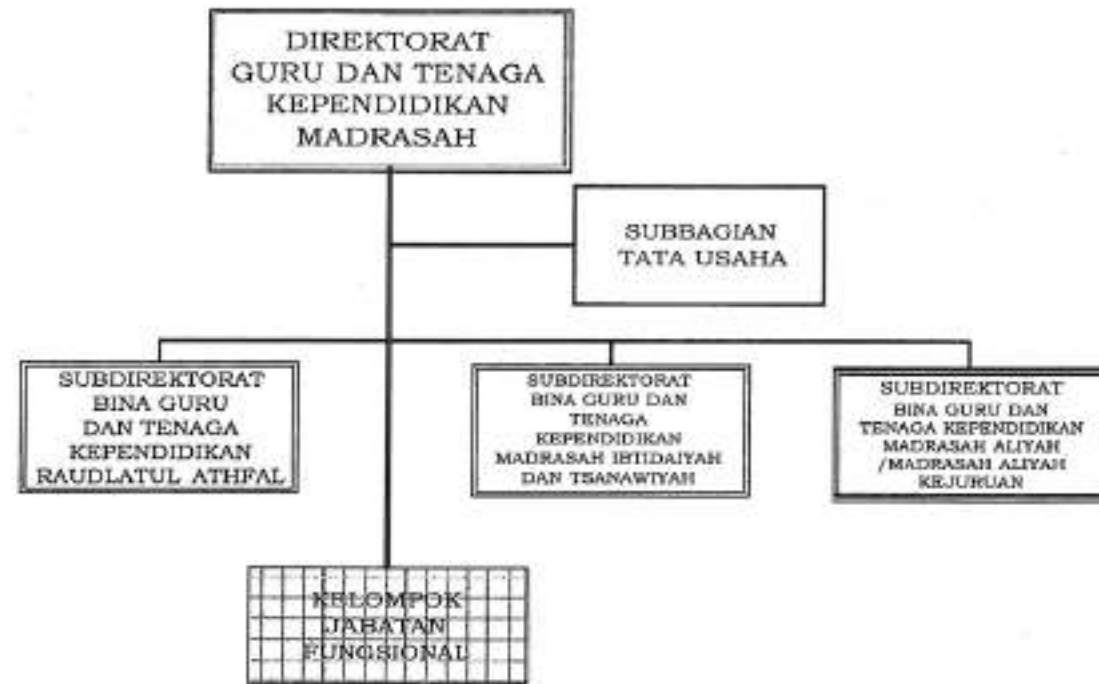 DIREKTORAT
GURU DAN TENAGA
KEPENDIDIKAN
MADRASAH
SUBBAGIAN
TATA USAHA
SUBDIREKTORAT
BINA GURU
DAN TENAGA
KEPENDIDIKAN
RAUDLATUL ATHFAL
SUBDIREKTORAT
BINA GURU DAN
TENAGA
KEPENDIDIKAN
MADRASAH IBTIDAIYAH
DAN TSANAWIYAH
SUBDIREKTORAT
BINA GURU DAN
TENAGA KEPENDIDIKAN
MADRASAH ALIYAH
/MADRASAH ALIYAH
KEJURUAN
KELOMPOK
JABATAN
FUNGSIONAL